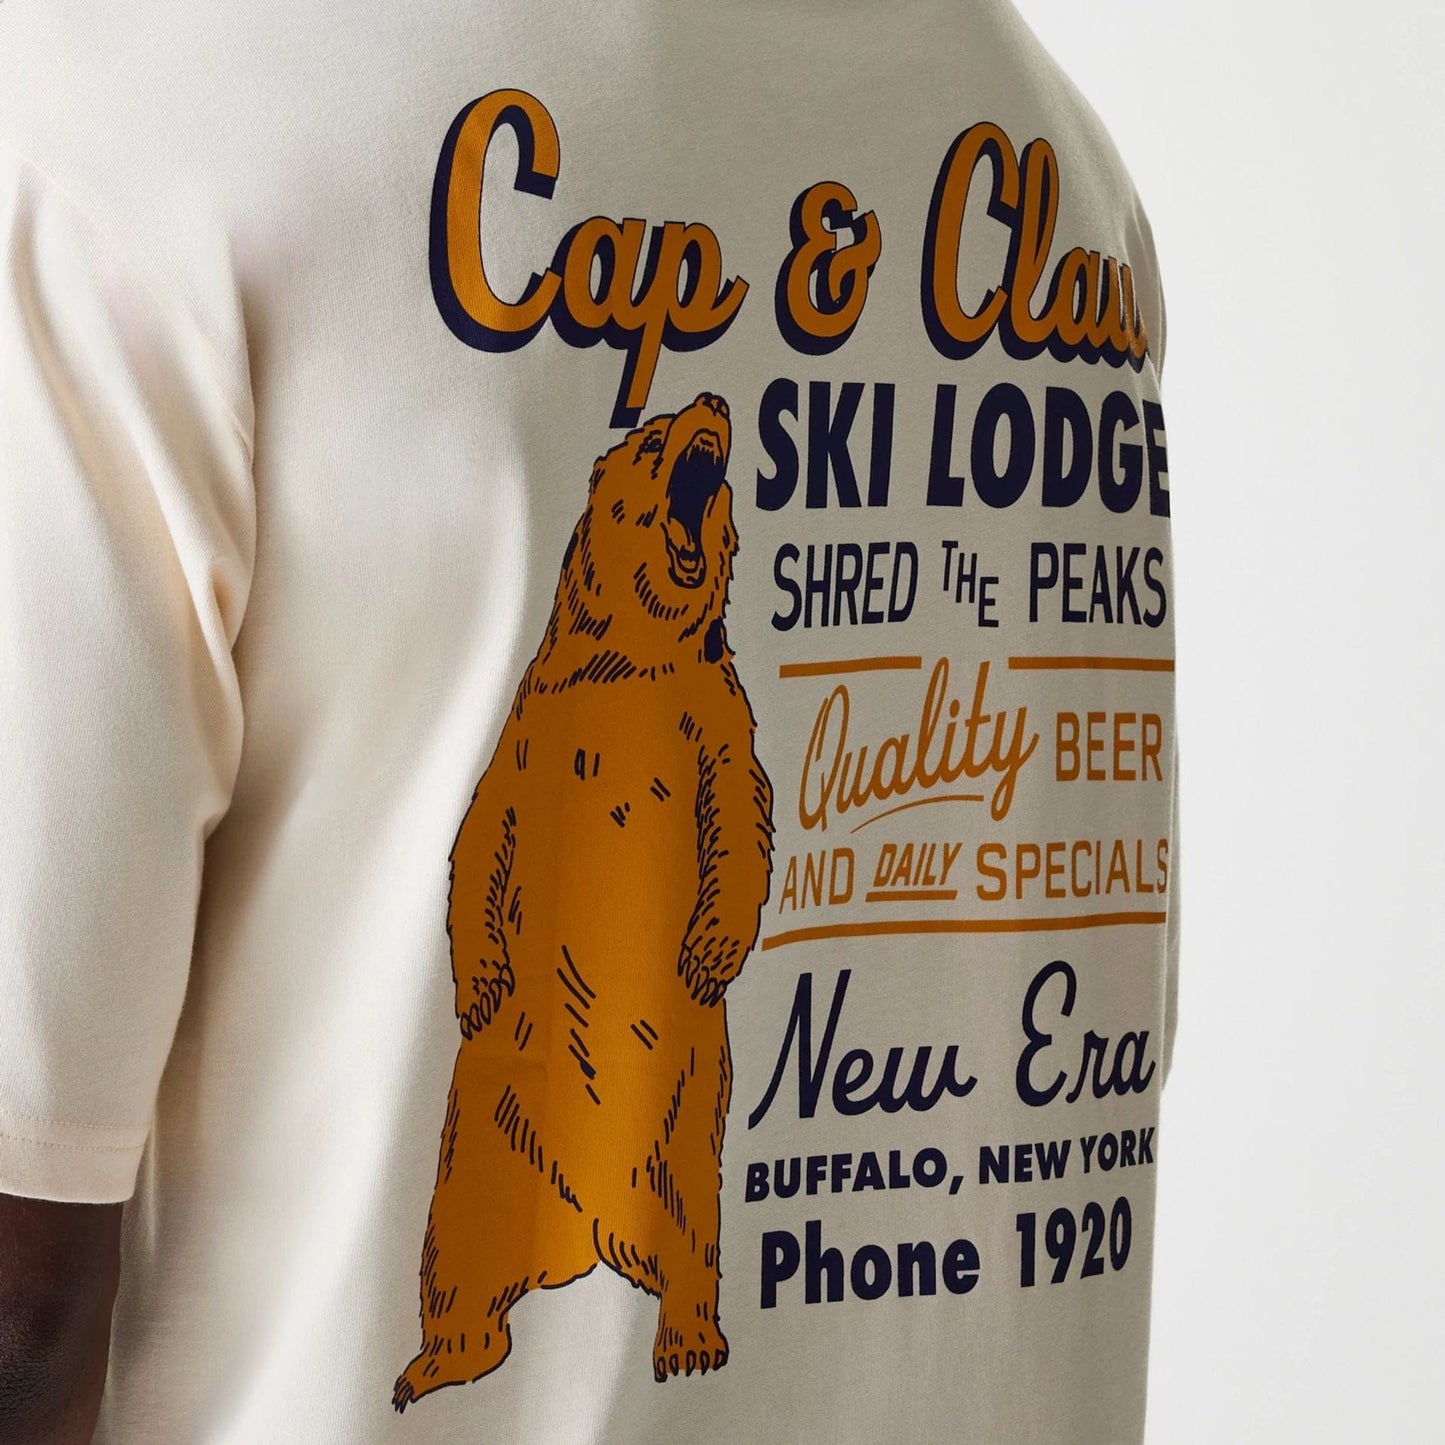 Cap & Claw
SKI LODGE
SHRED THE PEAKS
Quality BEER
AND DAILY SPECIALS
New Era
BUFFALO, NEW YORK
Phone 1920